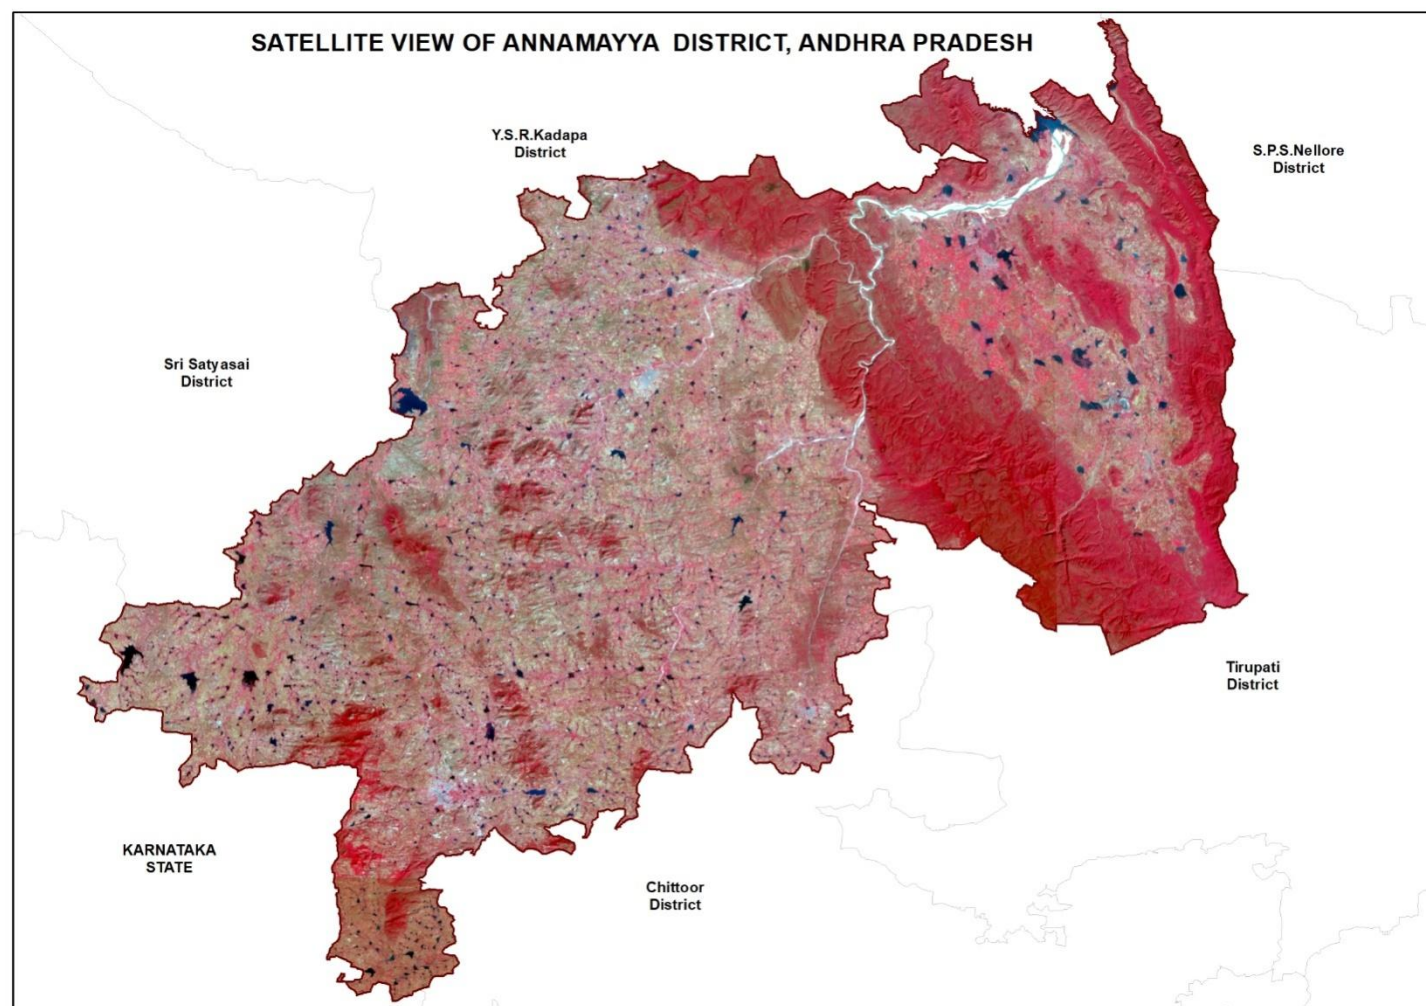 SATELLITE VIEW OF ANNAMAYYA DISTRICT, ANDHRA PRADESH
Y.S.R.Kadapa
District
S.P.S.Nellore
District
Sri Satyasai
District
Tirupati
District
KARNATAKA
STATE
Chittoor
District